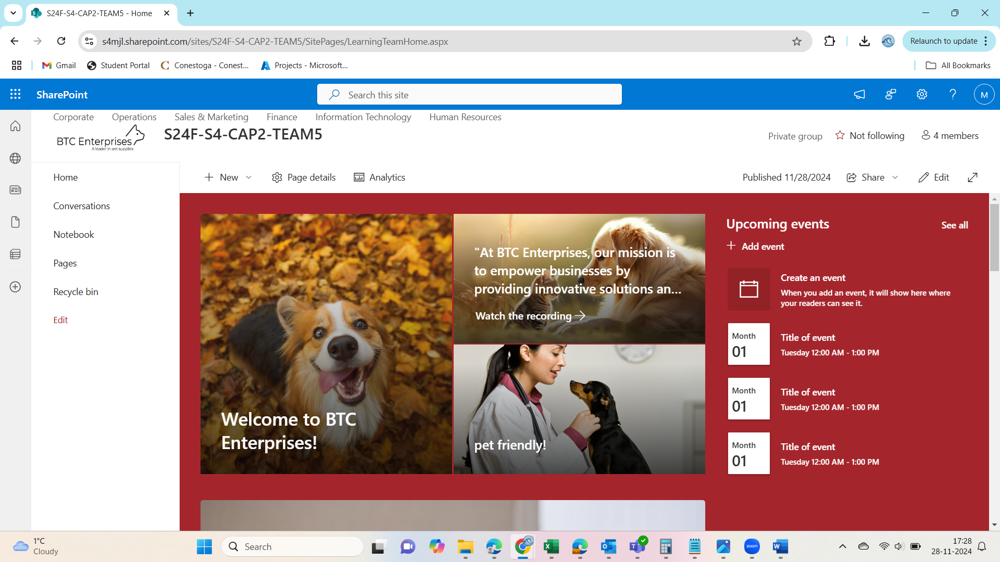 S24F-S4-CAP2-TEAM5 - Home
s4mjl.sharepoint.com/sites/S24F-S4-CAP2-TEAM5/SitePages/LearningTeamHome.aspx
Relaunch to update
Gmail
Student Portal
Conestoga - Conest...
Projects - Microsoft...
All Bookmarks
SharePoint
Search this site
M
Corporate
Operations
Sales & Marketing
Finance
Information Technology
Human Resources
BTC Enterprises
A leader in pet supplies
S24F-S4-CAP2-TEAM5
Private group
Not following
4 members
Home
Conversations
Notebook
Pages
Recycle bin
Edit
New
Page details
Analytics
Published 11/28/2024
Share
Edit
Welcome to BTC
Enterprises!
"At BTC Enterprises, our mission is
to empower businesses by
providing innovative solutions an...
Watch the recording
pet friendly!
Upcoming events
See all
Add event
Create an event
When you add an event, it will show here where
your readers can see it.
Month
01
Title of event
Tuesday 12:00 AM - 1:00 PM
Month
01
Title of event
Tuesday 12:00 AM - 1:00 PM
Month
01
Title of event
Tuesday 12:00 AM - 1:00 PM
1°C
Cloudy
Search
zoom
17:28
28-11-2024